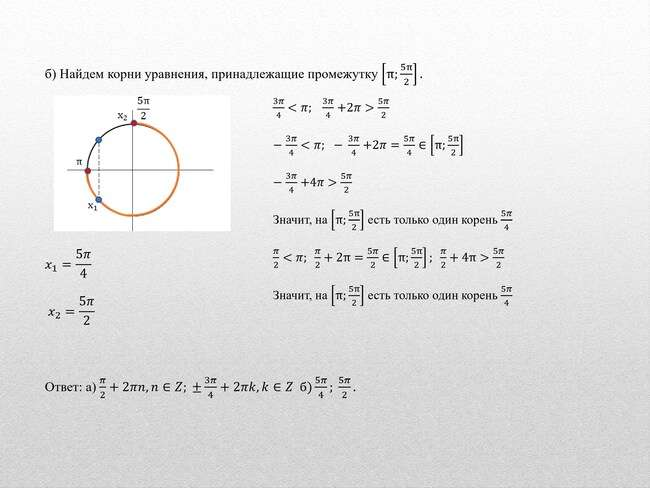 б) Найдем корни уравнения, принадлежащие промежутку [π; 5π/2] .
5π/2
x₂
π
x₁
x₁ = 5π/4
x₂ = 5π/2
3π/4 < π; 3π/4 +2π > 5π/2
− 3π/4 < π; − 3π/4 +2π = 5π/4 ∈ [π; 5π/2]
− 3π/4 +4π > 5π/2
Значит, на [π; 5π/2] есть только один корень 5π/4
π/2 < π; π/2 + 2π = 5π/2 ∈ [π; 5π/2] ; π/2 + 4π > 5π/2
Значит, на [π; 5π/2] есть только один корень 5π/4
Ответ: а) π/2 + 2πn, n ∈ Z; ± 3π/4 + 2πk, k ∈ Z б) 5π/4 ; 5π/2 .